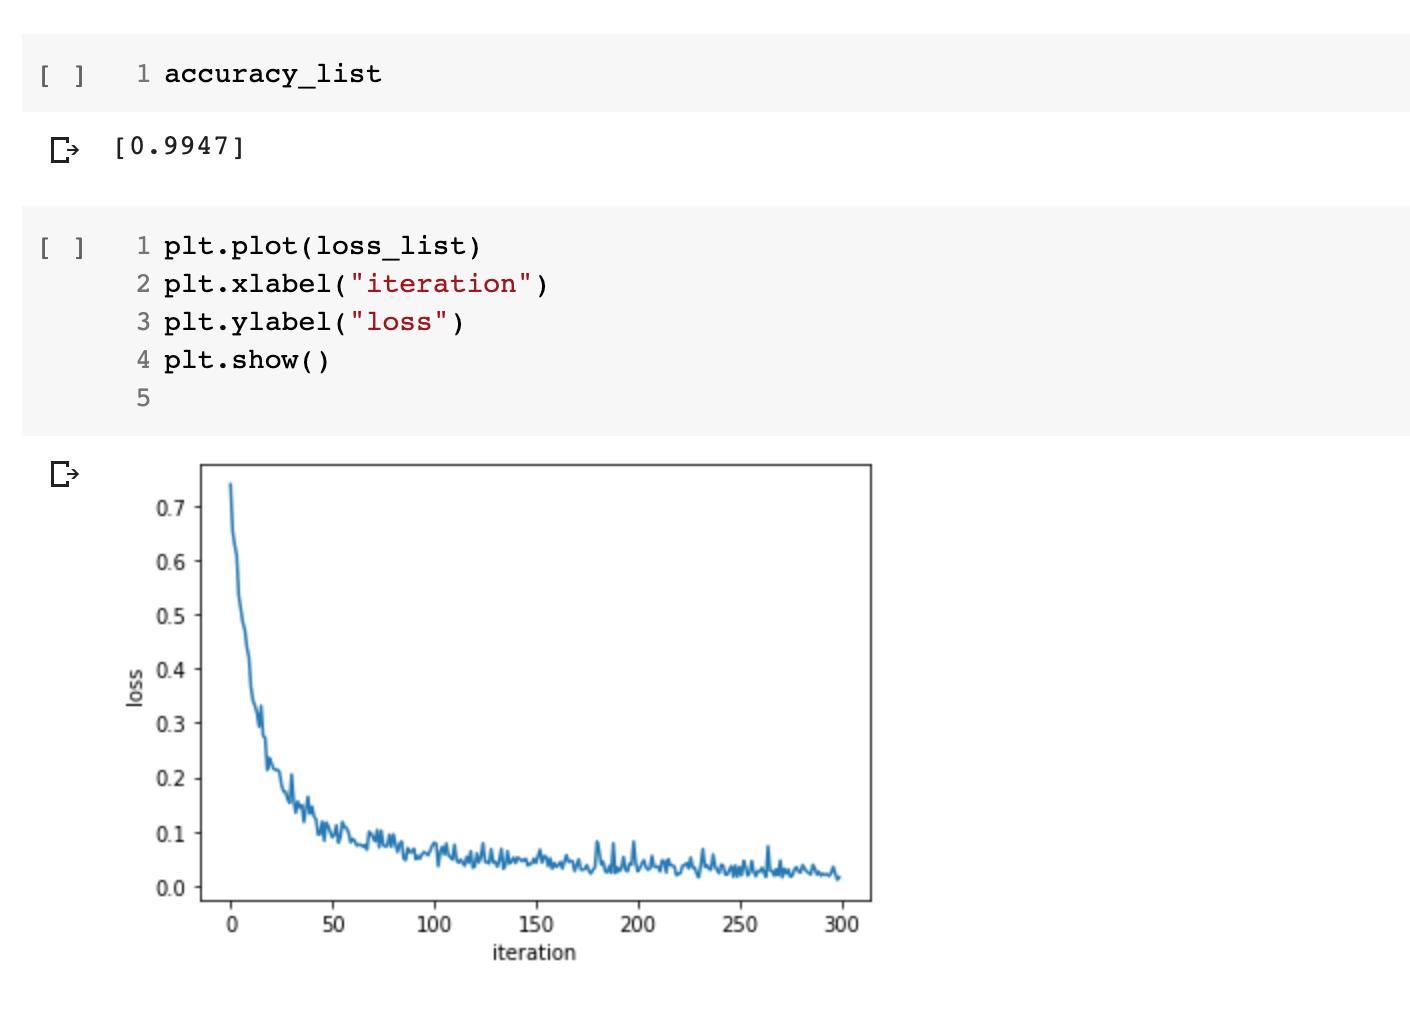 [ ] 1 accuracy_list
[0.9947]
[ ] 1 plt.plot(loss_list)
2 plt.xlabel("iteration")
3 plt.ylabel("loss")
4 plt.show()
5
0.7
0.6
0.5
0.4
0.3
0.2
0.1
0.0
loss
0 50 100 150 200 250 300
iteration